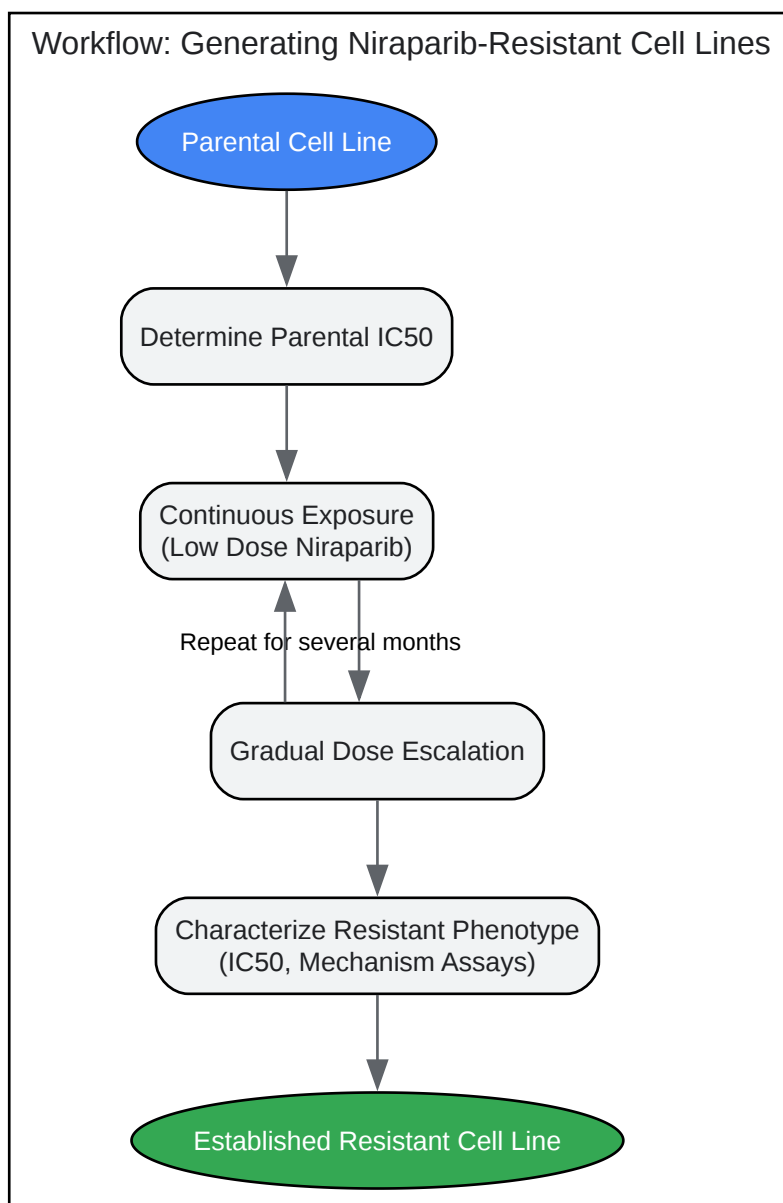 Workflow: Generating Niraparib-Resistant Cell Lines
Parental Cell Line
Determine Parental IC50
Continuous Exposure
(Low Dose Niraparib)
Repeat for several months
Gradual Dose Escalation
Characterize Resistant Phenotype
(IC50, Mechanism Assays)
Established Resistant Cell Line